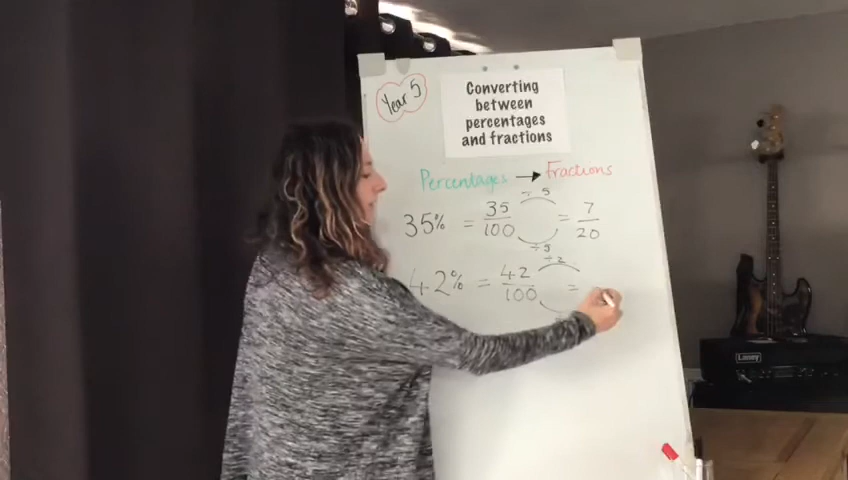 Year 5
Converting
between
percentages
and fractions
Percentages → Fractions
35% = 35/100 ÷ 5 ÷ 5 = 7/20
42% = 42/100 ÷ 2 =
Laney